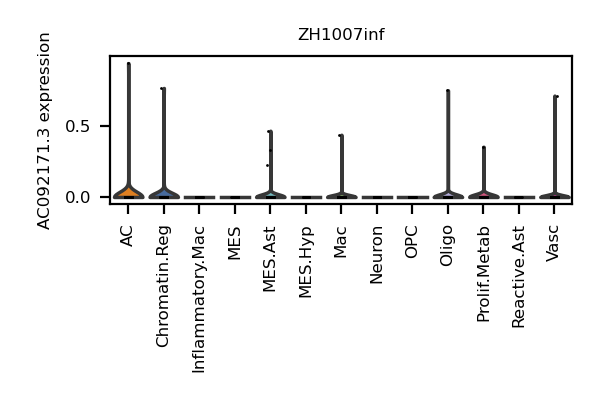 ZH1007inf
AC092171.3 expression
0.5
0.0
AC
Chromatin.Reg
Inflammatory.Mac
MES
MES.Ast
MES.Hyp
Mac
Neuron
OPC
Oligo
Prolif.Metab
Reactive.Ast
Vasc